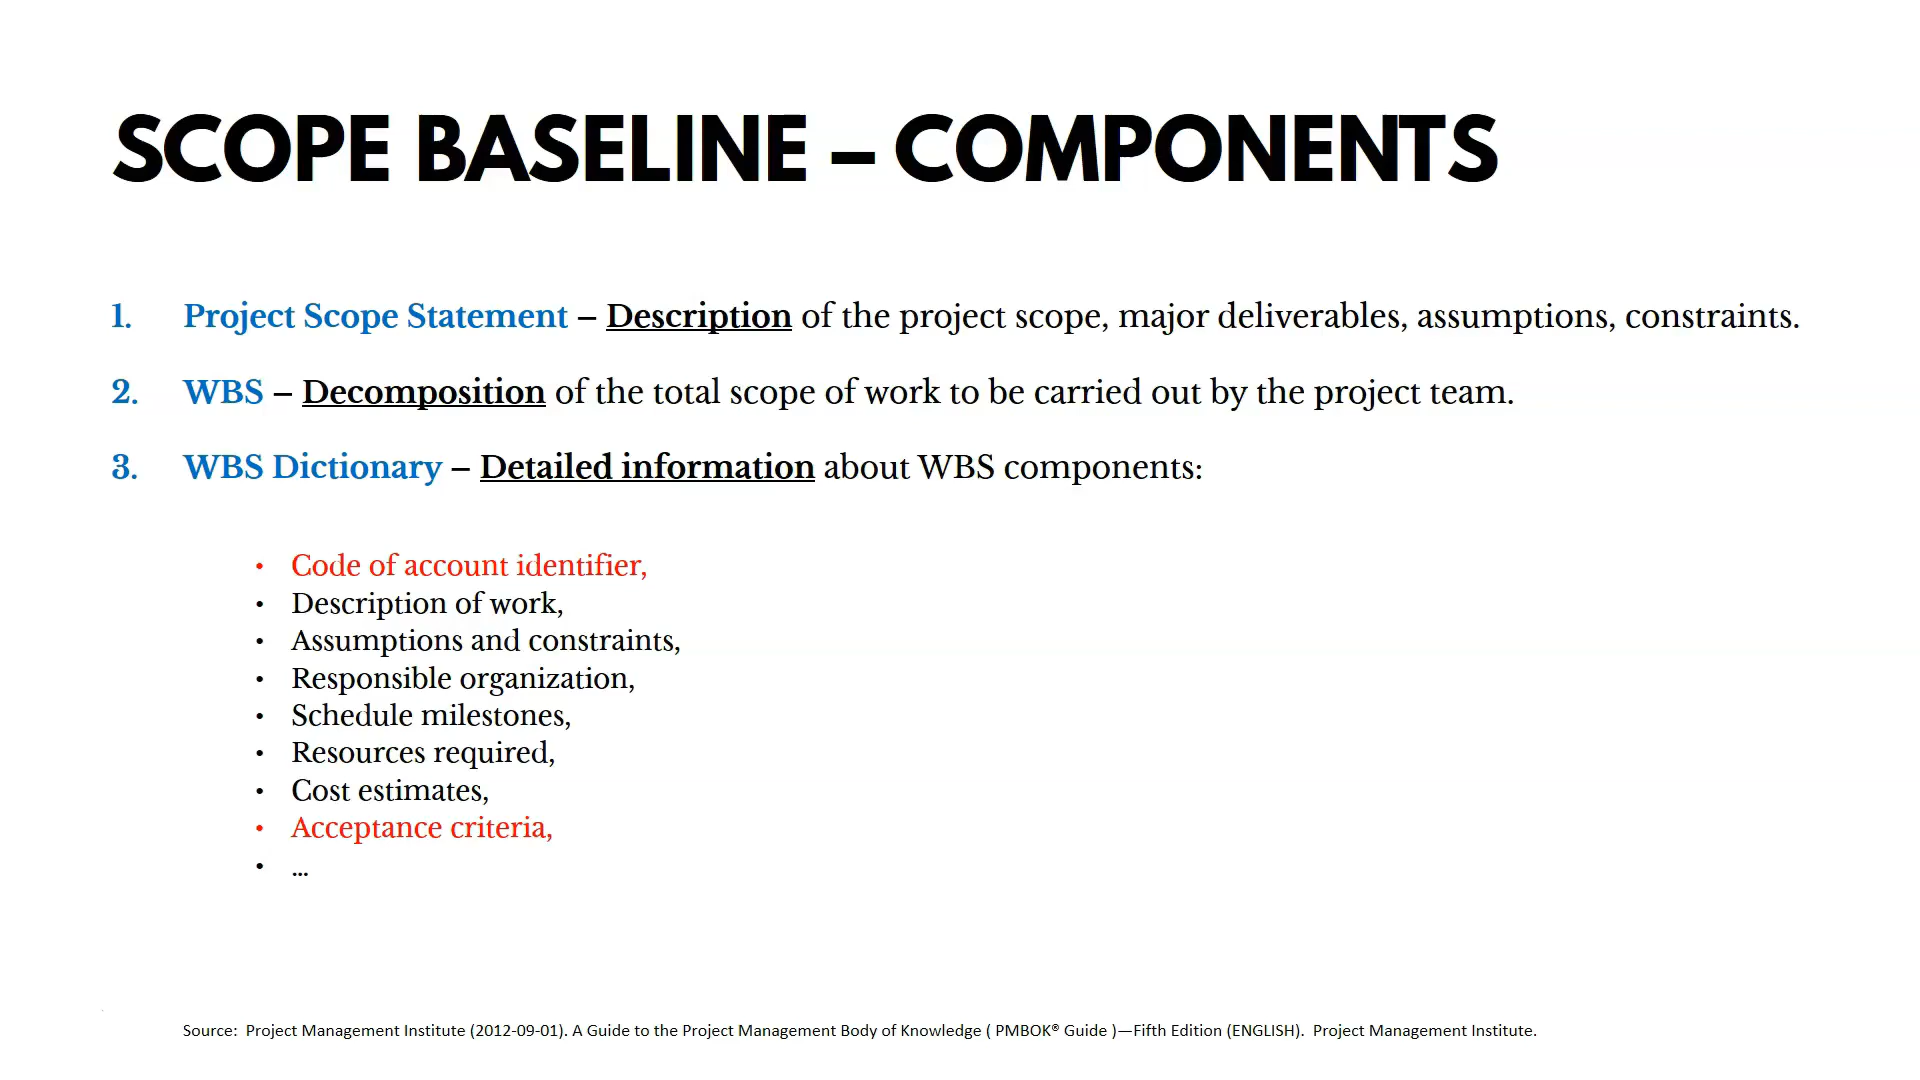 SCOPE BASELINE – COMPONENTS
1. Project Scope Statement – Description of the project scope, major deliverables, assumptions, constraints.
2. WBS – Decomposition of the total scope of work to be carried out by the project team.
3. WBS Dictionary – Detailed information about WBS components:
• Code of account identifier,
• Description of work,
• Assumptions and constraints,
• Responsible organization,
• Schedule milestones,
• Resources required,
• Cost estimates,
• Acceptance criteria,
• ...
Source: Project Management Institute (2012-09-01). A Guide to the Project Management Body of Knowledge ( PMBOK® Guide )—Fifth Edition (ENGLISH). Project Management Institute.